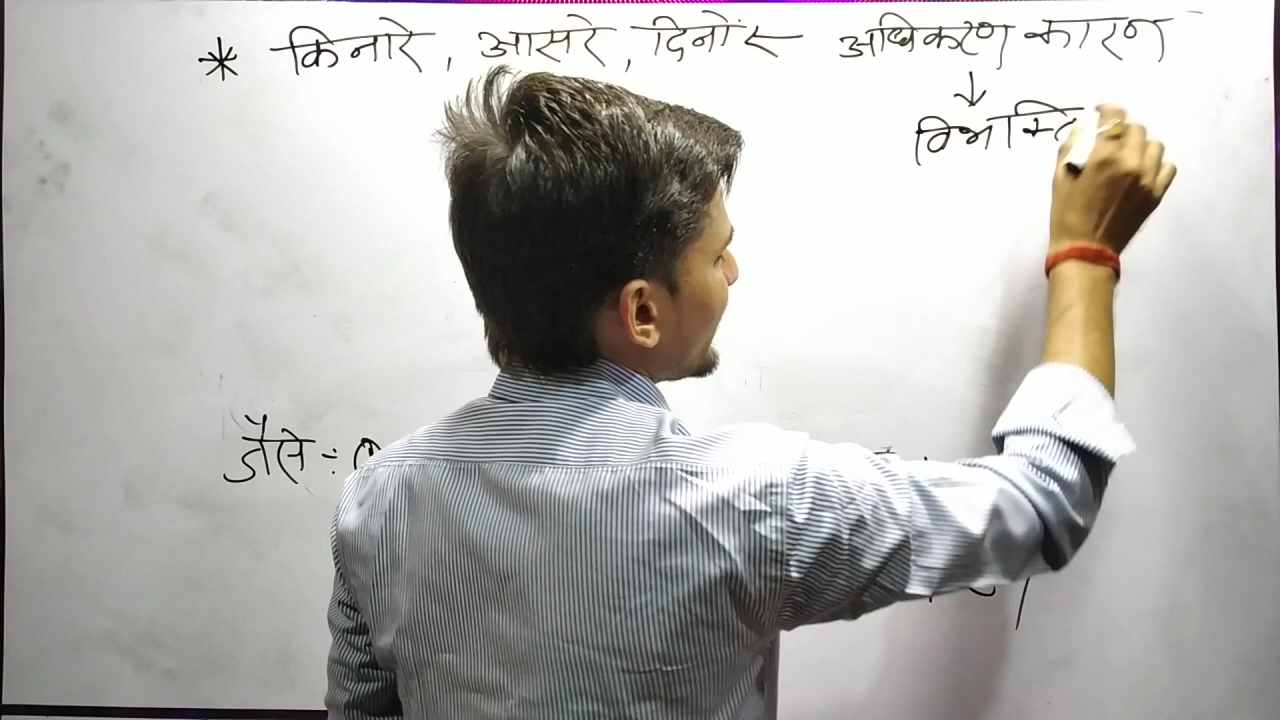 * किनारे, आसरे, दिनों अधिकरण कारण
↓
विभक्ति
जैसे :-